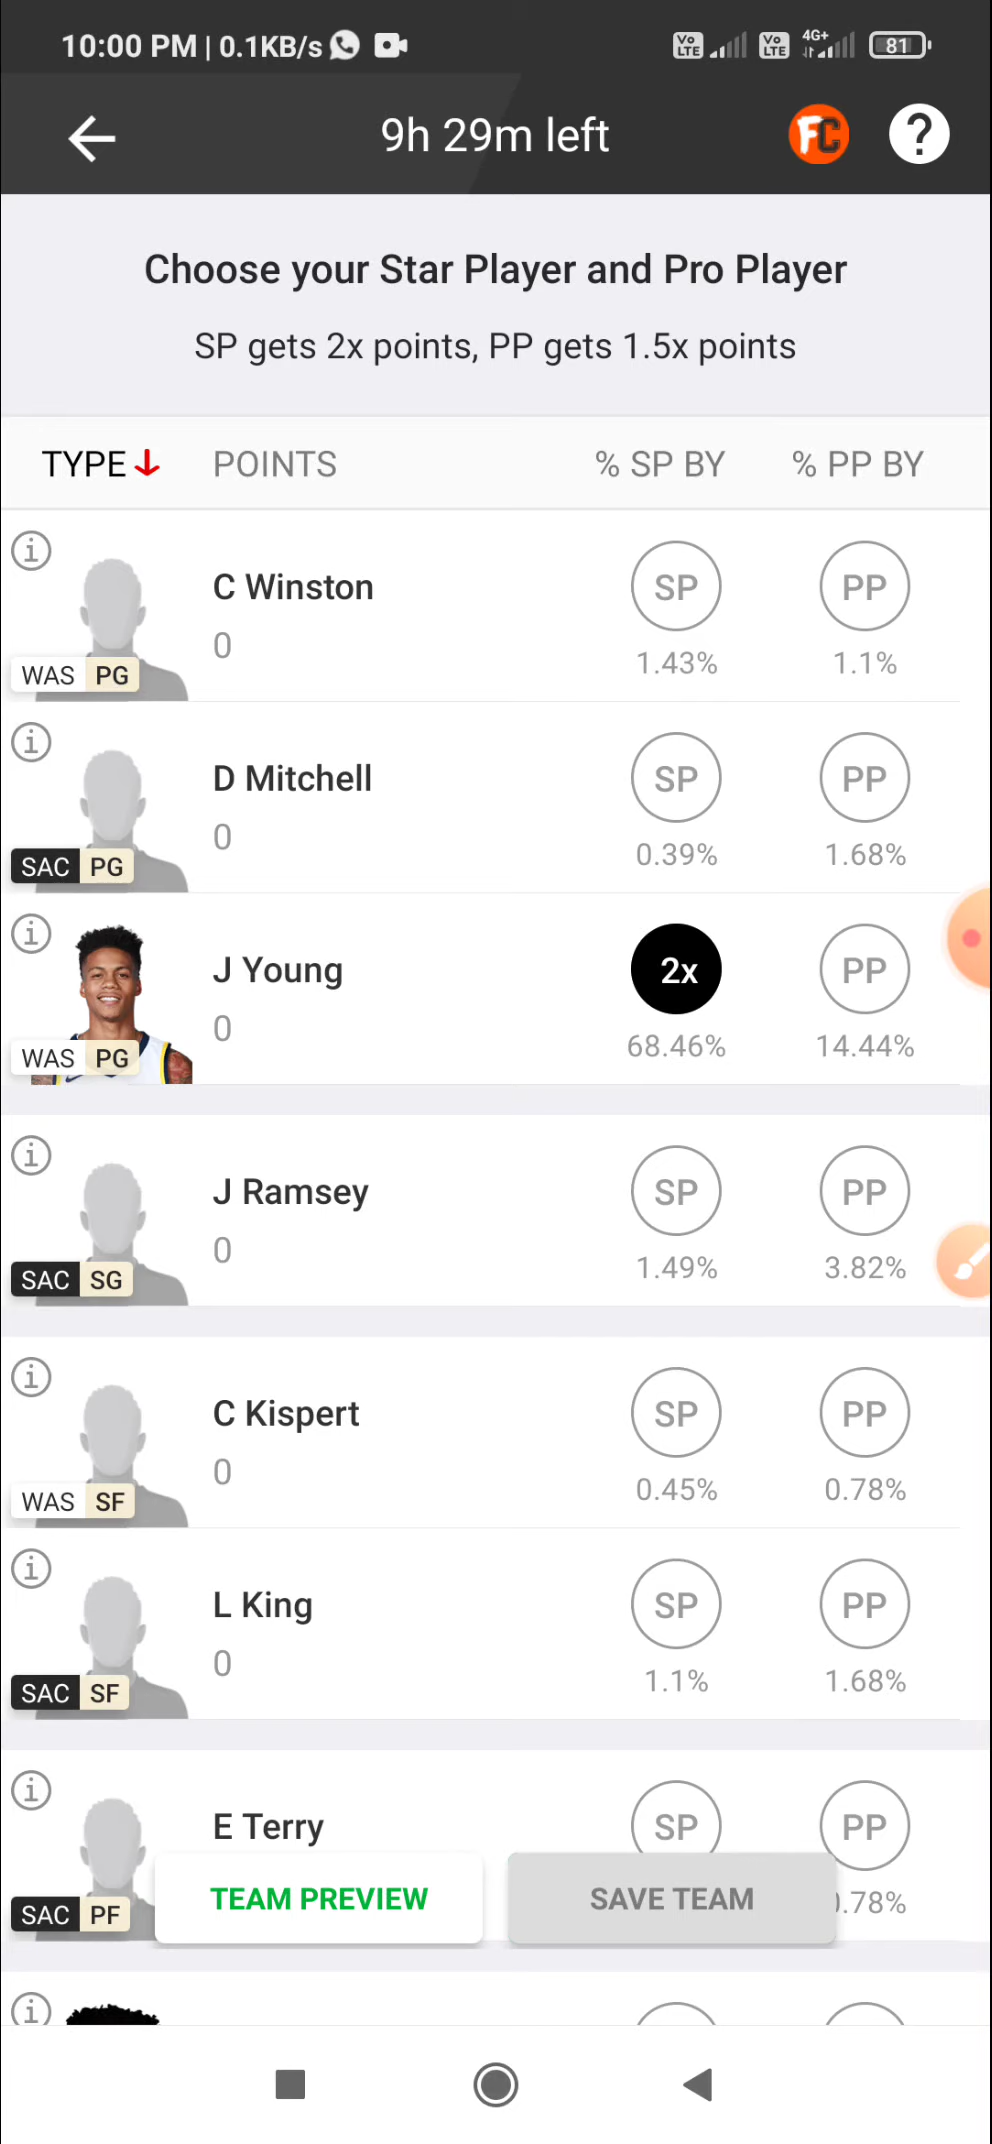 10:00 PM | 0.1KB/s
Vo LTE Vo LTE 4G+ 81
9h 29m left
FC ?
Choose your Star Player and Pro Player
SP gets 2x points, PP gets 1.5x points
TYPE POINTS % SP BY % PP BY
C Winston
0
WAS PG
SP PP
1.43% 1.1%
D Mitchell
0
SAC PG
SP PP
0.39% 1.68%
J Young
0
WAS PG
2x PP
68.46% 14.44%
J Ramsey
0
SAC SG
SP PP
1.49% 3.82%
C Kispert
0
WAS SF
SP PP
0.45% 0.78%
L King
0
SAC SF
SP PP
1.1% 1.68%
E Terry
SAC PF
SP PP
.78%
TEAM PREVIEW SAVE TEAM